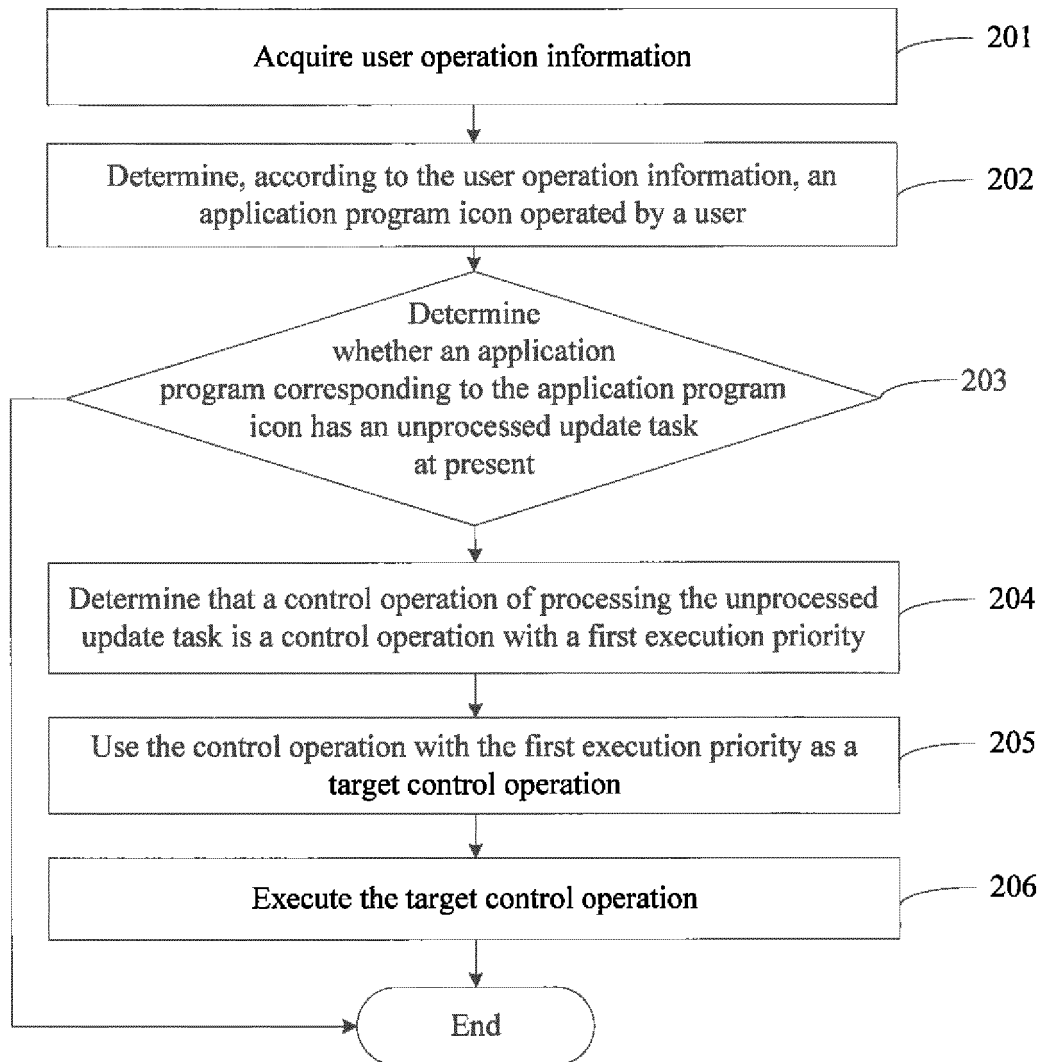 Acquire user operation information
201
Determine, according to the user operation information, an
application program icon operated by a user
202
Determine
whether an application
program corresponding to the application program
icon has an unprocessed update task
at present
203
Determine that a control operation of processing the unprocessed
update task is a control operation with a first execution priority
204
Use the control operation with the first execution priority as a
target control operation
205
Execute the target control operation
206
End